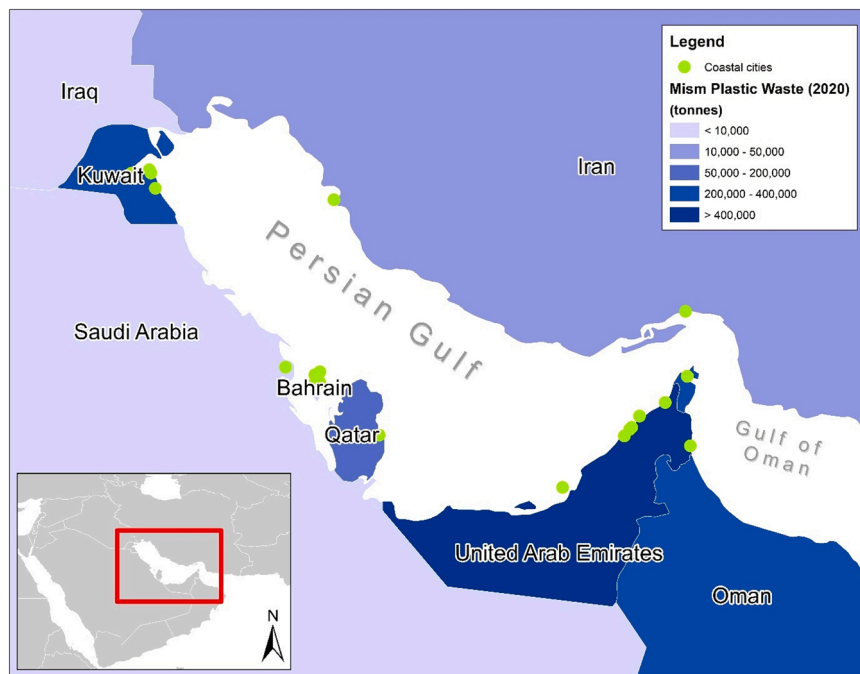 Legend
Coastal cities
Mism Plastic Waste (2020)
(tonnes)
< 10,000
10,000 - 50,000
50,000 - 200,000
200,000 - 400,000
> 400,000
Iraq
Iran
Kuwait
Persian Gulf
Saudi Arabia
Bahrain
Qatar
Gulf of
Oman
United Arab Emirates
Oman
N